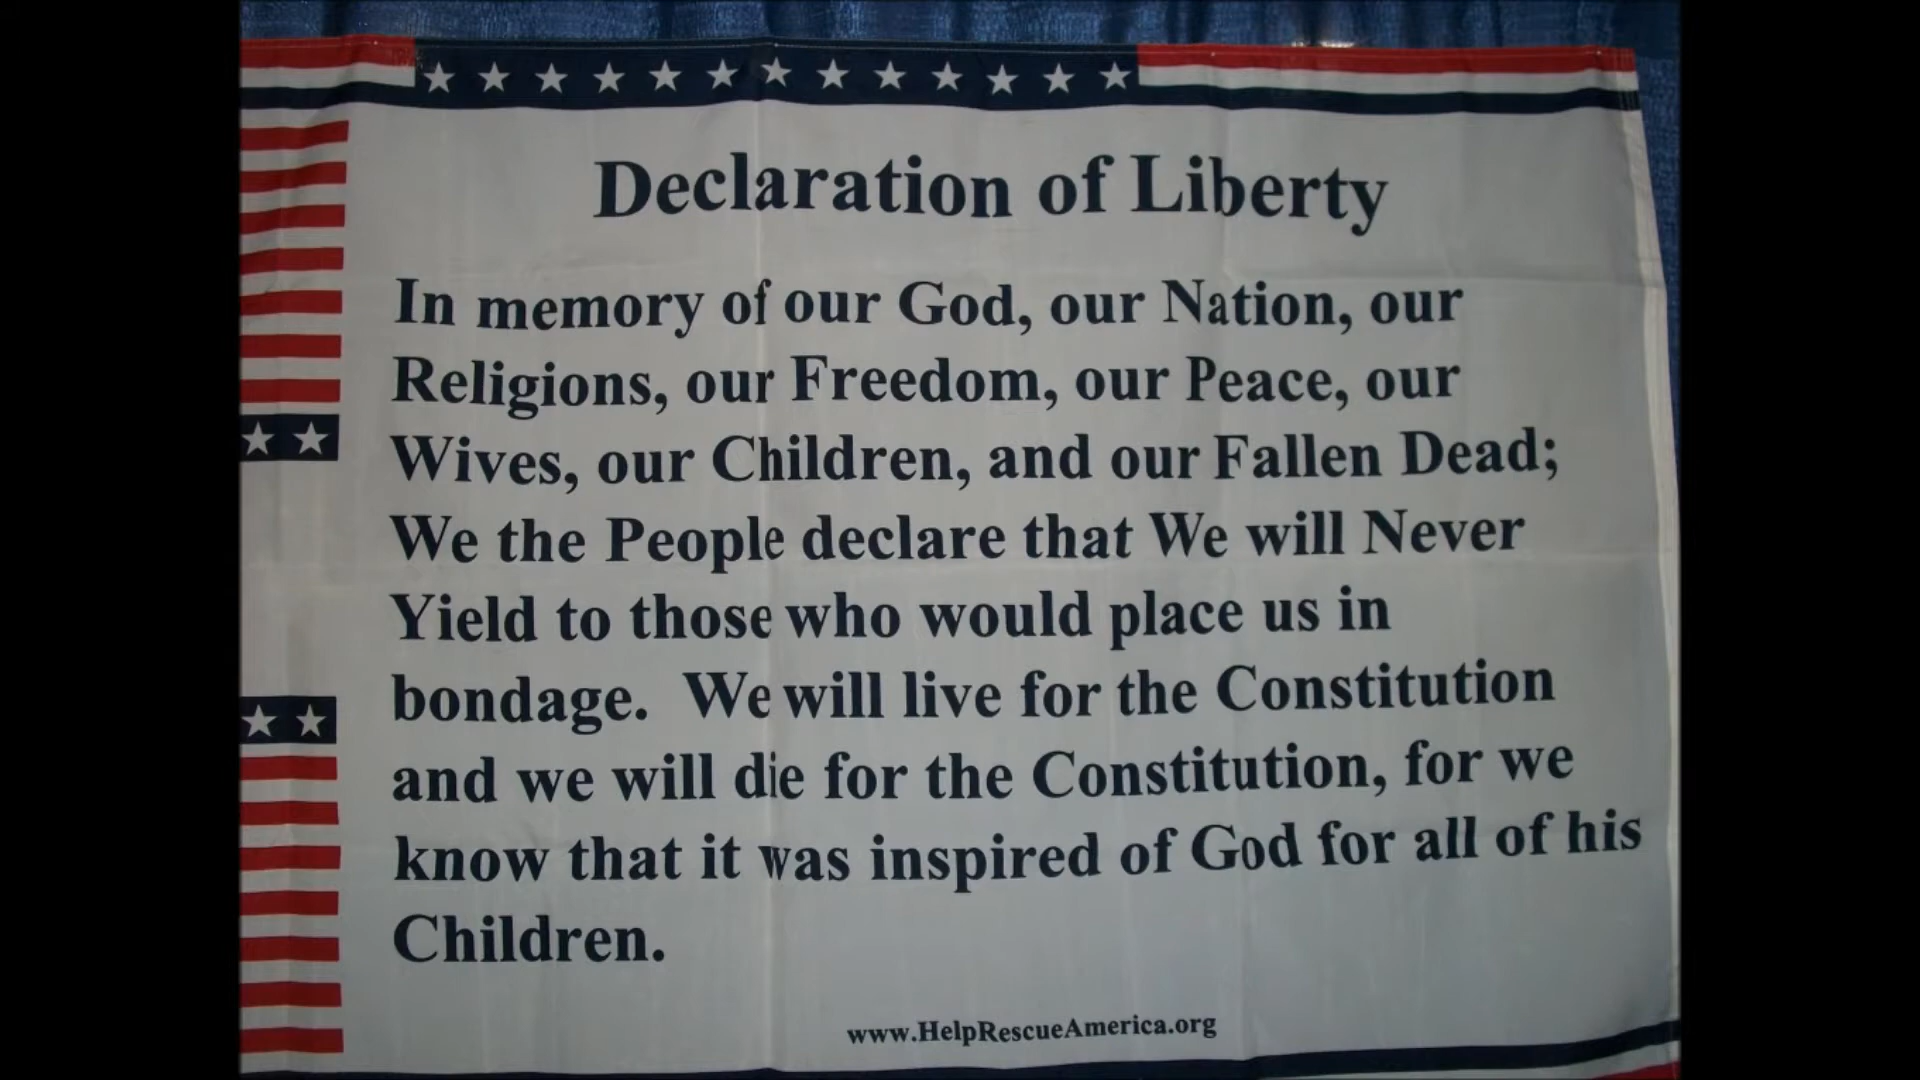 Declaration of Liberty
In memory of our God, our Nation, our
Religions, our Freedom, our Peace, our
Wives, our Children, and our Fallen Dead;
We the People declare that We will Never
Yield to those who would place us in
bondage.  We will live for the Constitution
and we will die for the Constitution, for we
know that it was inspired of God for all of his
Children.
www.HelpRescueAmerica.org